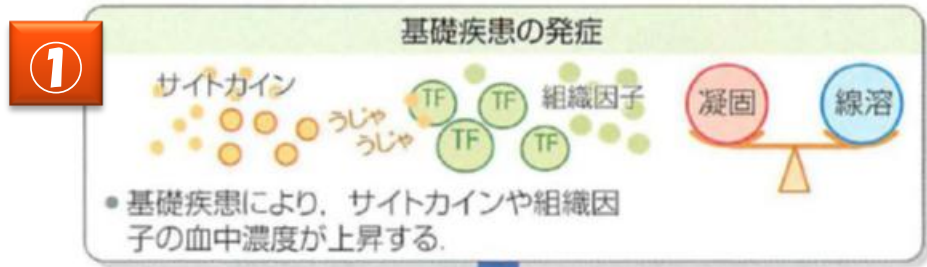 ①
基礎疾患の発症
サイトカイン
うじゃ
うじゃ
TF
TF
TF
TF
組織因子
凝固
線溶
• 基礎疾患により，サイトカインや組織因
子の血中濃度が上昇する.